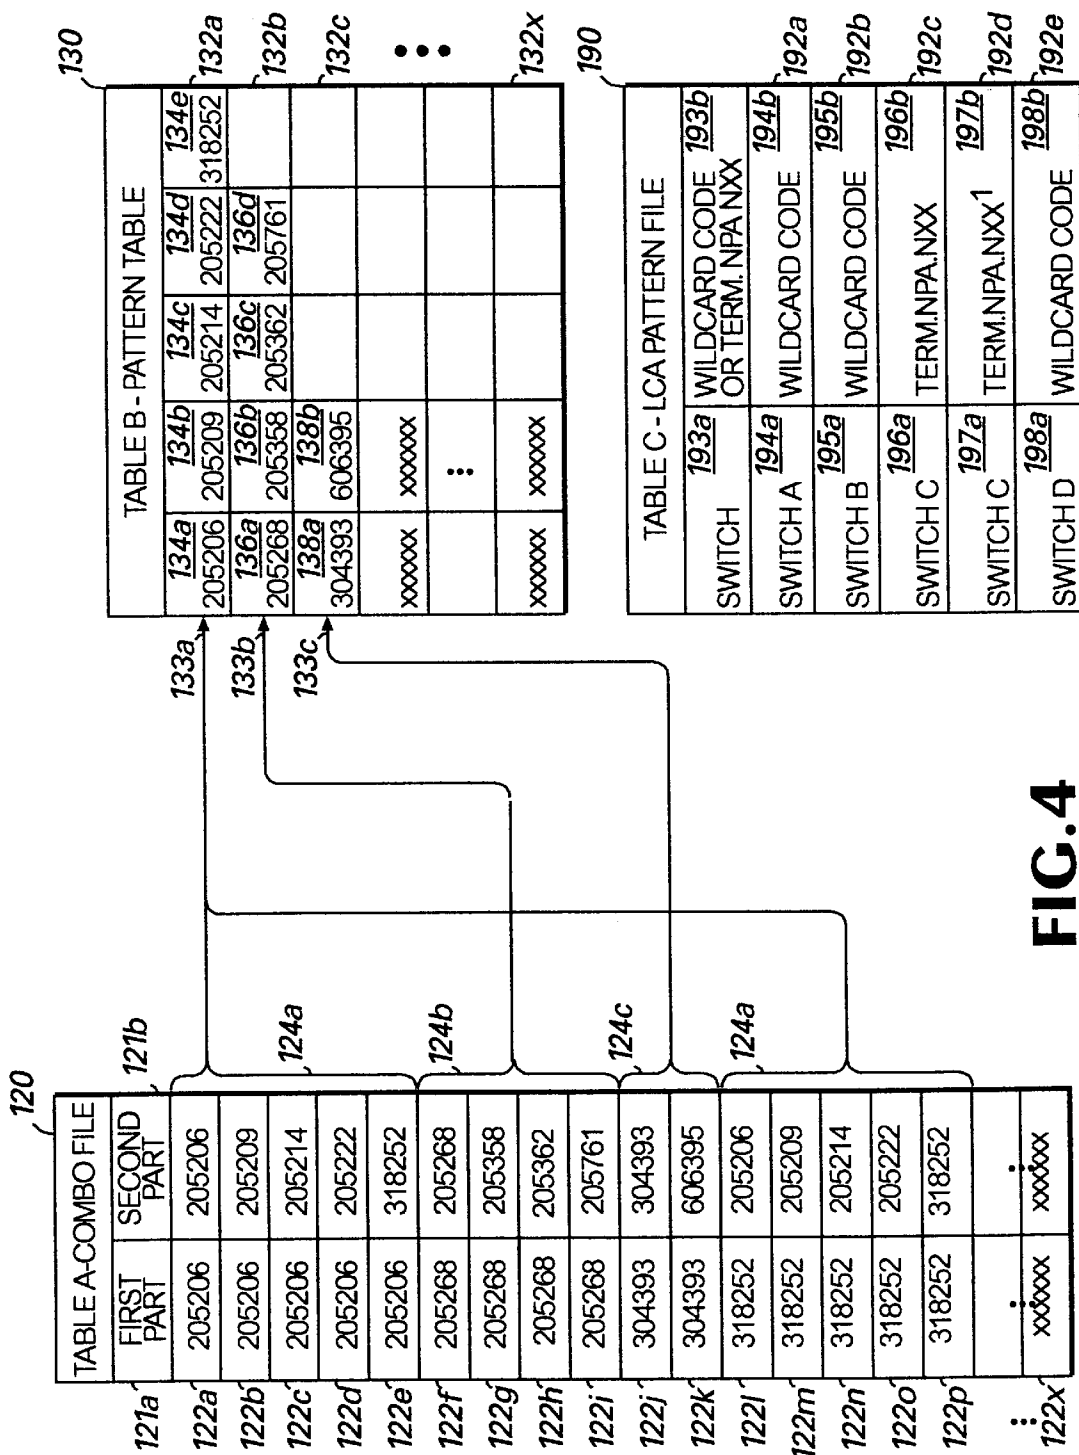 120
TABLE A-COMBO FILE
121a FIRST PART SECOND PART 121b
122a 205206 205206
122b 205206 205209
122c 205206 205214
122d 205206 205222
122e 205206 318252
122f 205268 205268
122g 205268 205358
122h 205268 205362
122i 205268 205761
122j 304393 304393
122k 304393 606395
122l 318252 205206
122m 318252 205209
122n 318252 205214
122o 318252 205222
122p 318252 318252
122x xxxxxx xxxxxx
124a
124b
124c
124a
133a
133b
133c
130
TABLE B - PATTERN TABLE
134a 134b 134c 134d 134e
205206 205209 205214 205222 318252 132a
136a 136b 136c 136d
205268 205358 205362 205761 132b
138a 138b
304393 606395 132c
xxxxxx xxxxxx
xxxxxx xxxxxx 132x
190
TABLE C - LCA PATTERN FILE
SWITCH 193a WILDCARD CODE 193b
OR TERM. NPA NXX
SWITCH A 194a WILDCARD CODE 194b 192a
SWITCH B 195a WILDCARD CODE 195b 192b
SWITCH C 196a TERM.NPA.NXX 196b 192c
SWITCH C 197a TERM.NPA.NXX1 197b 192d
SWITCH D 198a WILDCARD CODE 198b 192e
FIG.4